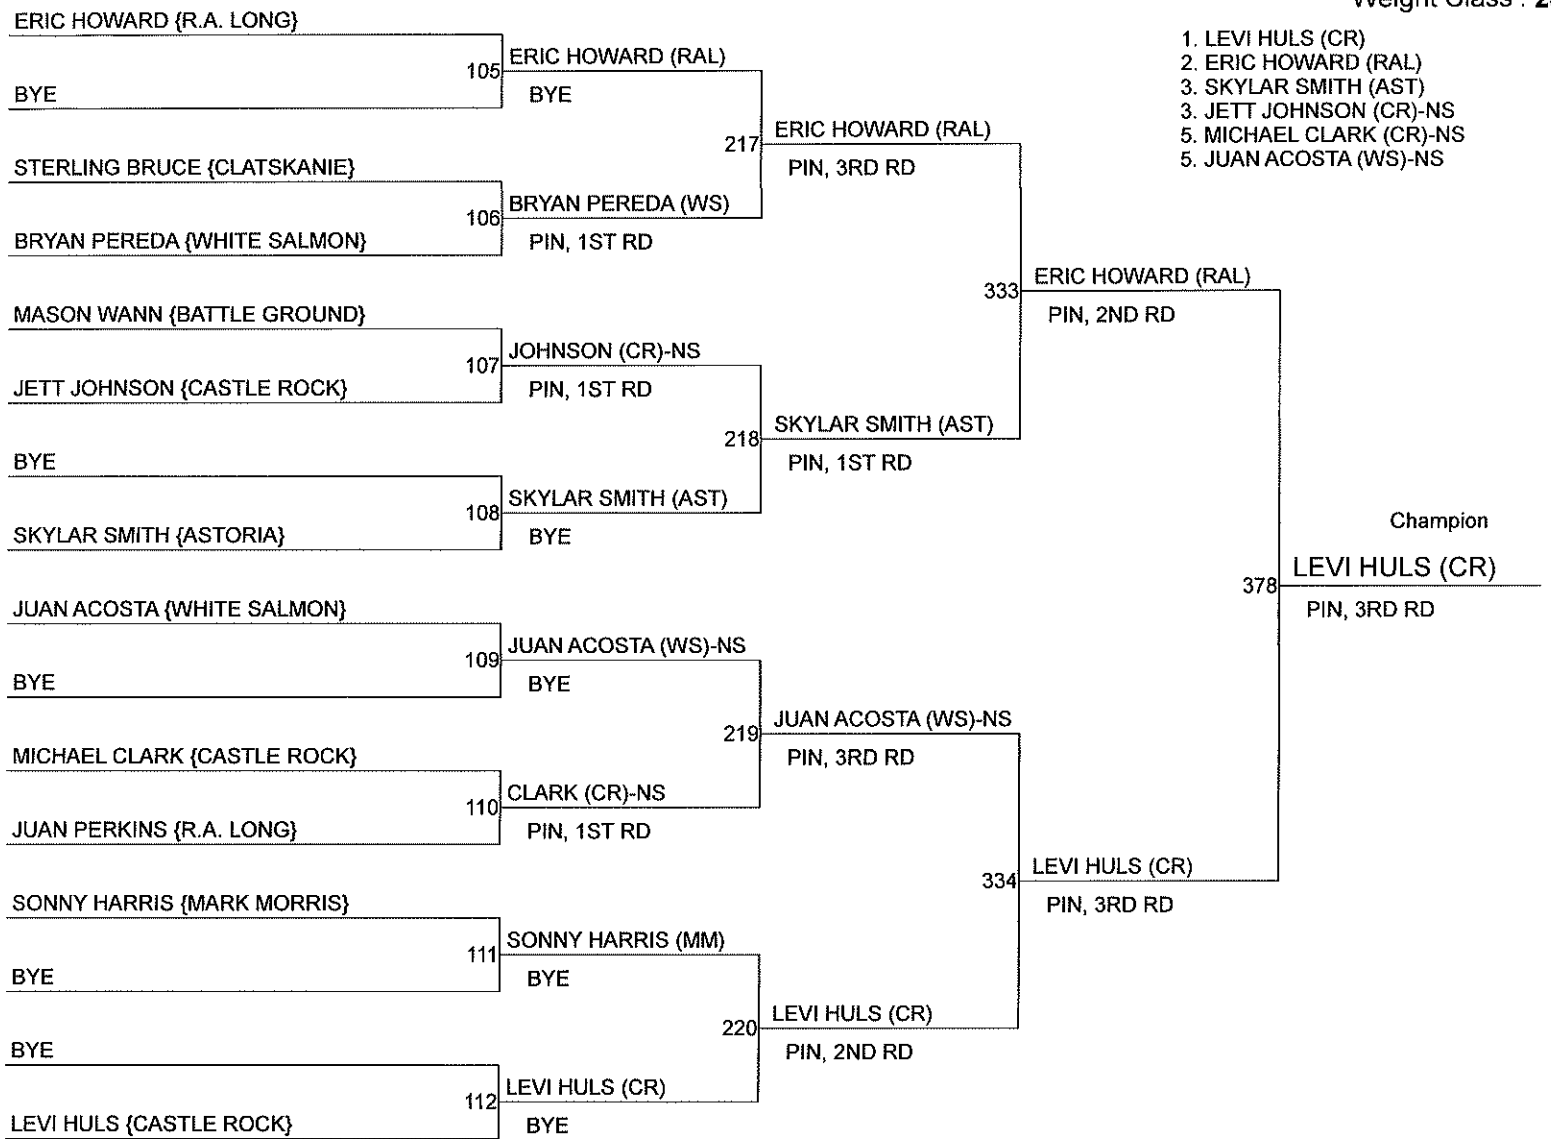 Weight Class :
1. LEVI HULS (CR)
2. ERIC HOWARD (RAL)
3. SKYLAR SMITH (AST)
3. JETT JOHNSON (CR)-NS
5. MICHAEL CLARK (CR)-NS
5. JUAN ACOSTA (WS)-NS
ERIC HOWARD {R.A. LONG}
BYE
STERLING BRUCE {CLATSKANIE}
BRYAN PEREDA {WHITE SALMON}
MASON WANN {BATTLE GROUND}
JETT JOHNSON {CASTLE ROCK}
BYE
SKYLAR SMITH {ASTORIA}
JUAN ACOSTA {WHITE SALMON}
BYE
MICHAEL CLARK {CASTLE ROCK}
JUAN PERKINS {R.A. LONG}
SONNY HARRIS {MARK MORRIS}
BYE
BYE
LEVI HULS {CASTLE ROCK}
105 ERIC HOWARD (RAL)
BYE
106 BRYAN PEREDA (WS)
PIN, 1ST RD
107 JOHNSON (CR)-NS
PIN, 1ST RD
108 SKYLAR SMITH (AST)
BYE
109 JUAN ACOSTA (WS)-NS
BYE
110 CLARK (CR)-NS
PIN, 1ST RD
111 SONNY HARRIS (MM)
BYE
112 LEVI HULS (CR)
BYE
217 ERIC HOWARD (RAL)
PIN, 3RD RD
218 SKYLAR SMITH (AST)
PIN, 1ST RD
219 JUAN ACOSTA (WS)-NS
PIN, 3RD RD
220 LEVI HULS (CR)
PIN, 2ND RD
333 ERIC HOWARD (RAL)
PIN, 2ND RD
334 LEVI HULS (CR)
PIN, 3RD RD
Champion
378 LEVI HULS (CR)
PIN, 3RD RD